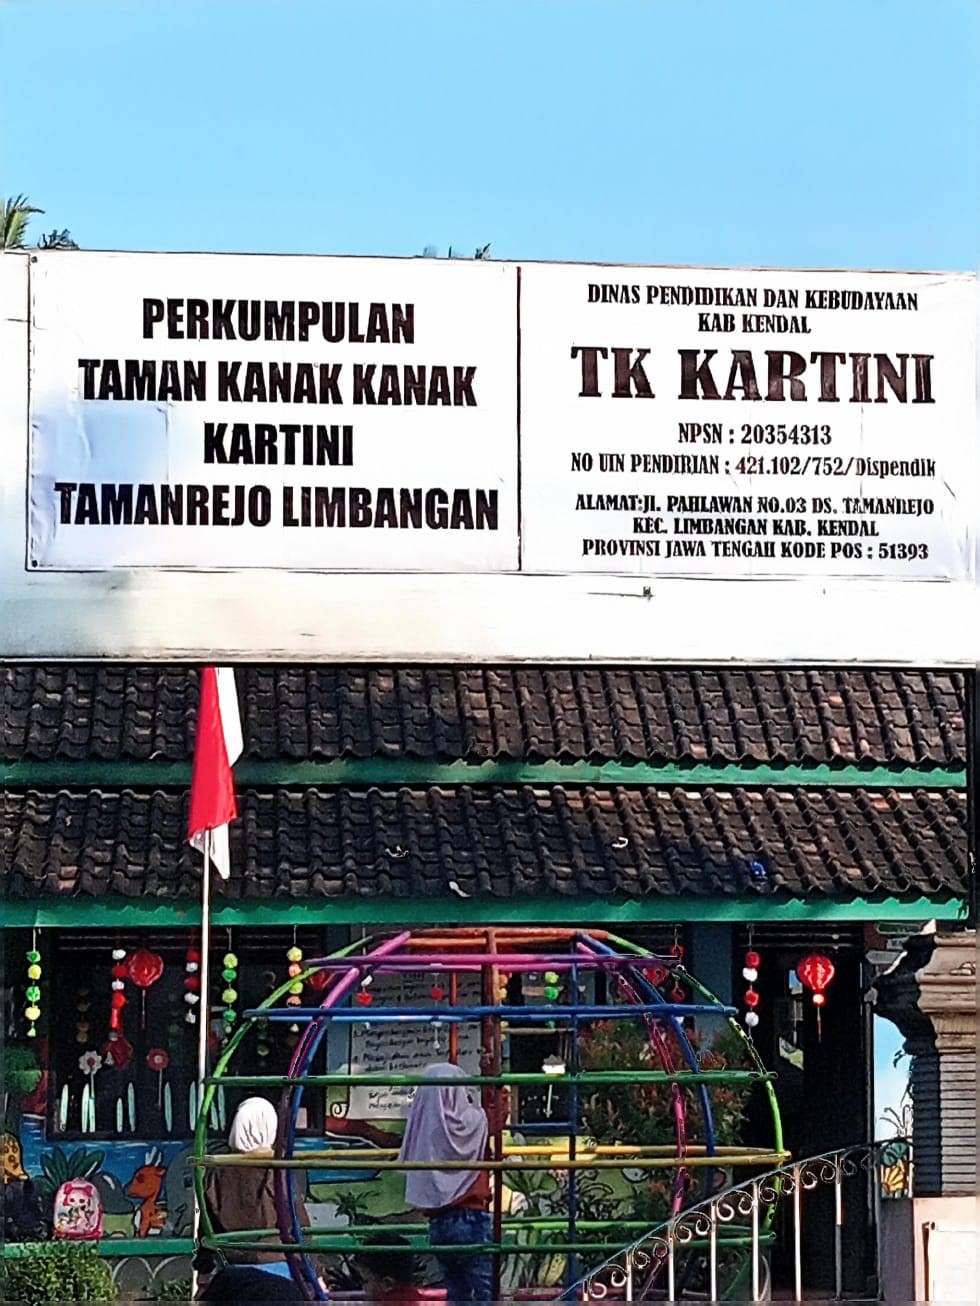 PERKUMPULAN
TAMAN KANAK KANAK
KARTINI
TAMANREJO LIMBANGAN
DINAS PENDIDIKAN DAN KEBUDAYAAN
KAB KENDAL
TK KARTINI
NPSN : 20354313
NO UIN PENDIRIAN : 421.102/752/Dispendik
ALAMAT:Jl. PAHLAWAN NO.03 DS. TAMANREJO
KEC. LIMBANGAN KAB. KENDAL
PROVINSI JAWA TENGAH KODE POS : 51393